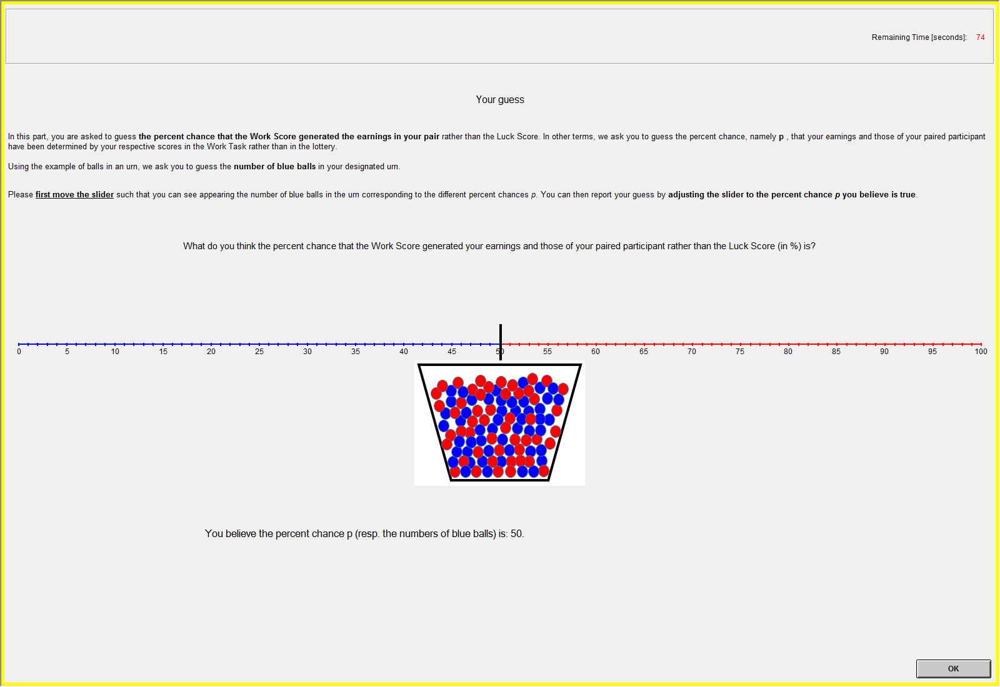 Remaining Time [seconds]: 74
Your guess
In this part, you are asked to guess the percent chance that the Work Score generated the earnings in your pair rather than the Luck Score. In other terms, we ask you to guess the percent chance, namely p , that your earnings and those of your paired participant
have been determined by your respective scores in the Work Task rather than in the lottery.
Using the example of balls in an urn, we ask you to guess the number of blue balls in your designated urn.
Please first move the slider such that you can see appearing the number of blue balls in the urn corresponding to the different percent chances p. You can then report your guess by adjusting the slider to the percent chance p you believe is true.
What do you think the percent chance that the Work Score generated your earnings and those of your paired participant rather than the Luck Score (in %) is?
0 5 10 15 20 25 30 35 40 45 50 55 60 65 70 75 80 85 90 95 100
You believe the percent chance p (resp. the numbers of blue balls) is: 50.
OK